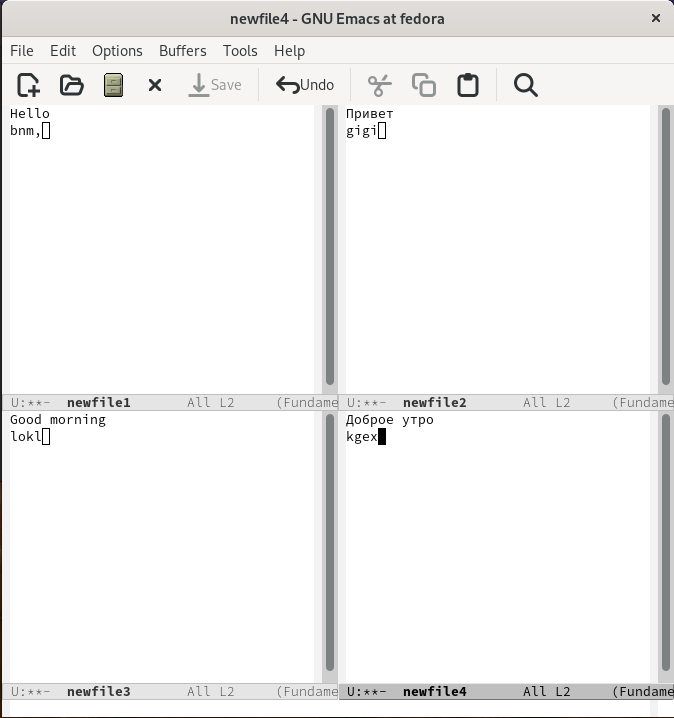 newfile4 - GNU Emacs at fedora
File Edit Options Buffers Tools Help
Save Undo
Hello
bnm,
Привет
gigi
U:**- newfile1 All L2 (Fundame
U:**- newfile2 All L2 (Fundame
Good morning
lokl
Доброе утро
kgex
U:**- newfile3 All L2 (Fundame
U:**- newfile4 All L2 (Fundame